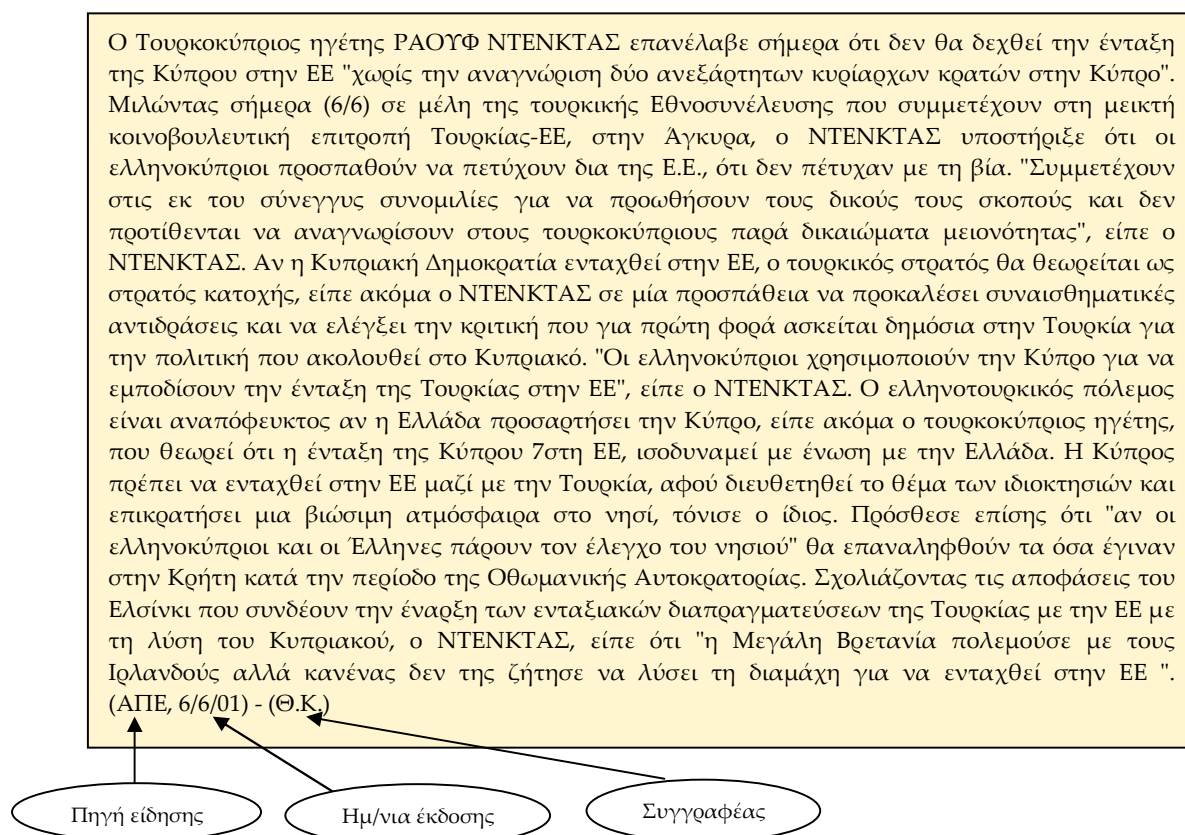 Ο Τουρκοκύπριος ηγέτης ΡΑΟΥΦ ΝΤΕΝΚΤΑΣ επανέλαβε σήμερα ότι δεν θα δεχθεί την ένταξη
της Κύπρου στην ΕΕ "χωρίς την αναγνώριση δύο ανεξάρτητων κυρίαρχων κρατών στην Κύπρο".
Μιλώντας σήμερα (6/6) σε μέλη της τουρκικής Εθνοσυνέλευσης που συμμετέχουν στη μεικτή
κοινοβουλευτική επιτροπή Τουρκίας-ΕΕ, στην Άγκυρα, ο ΝΤΕΝΚΤΑΣ υποστήριξε ότι οι
ελληνοκύπριοι προσπαθούν να πετύχουν δια της Ε.Ε., ότι δεν πέτυχαν με τη βία. "Συμμετέχουν
στις εκ του σύνεγγυς συνομιλίες για να προωθήσουν τους δικούς τους σκοπούς και δεν
προτίθενται να αναγνωρίσουν στους τουρκοκύπριους παρά δικαιώματα μειονότητας", είπε ο
ΝΤΕΝΚΤΑΣ. Αν η Κυπριακή Δημοκρατία ενταχθεί στην ΕΕ, ο τουρκικός στρατός θα θεωρείται ως
στρατός κατοχής, είπε ακόμα ο ΝΤΕΝΚΤΑΣ σε μία προσπάθεια να προκαλέσει συναισθηματικές
αντιδράσεις και να ελέγξει την κριτική που για πρώτη φορά ασκείται δημόσια στην Τουρκία για
την πολιτική που ακολουθεί στο Κυπριακό. "Οι ελληνοκύπριοι χρησιμοποιούν την Κύπρο για να
εμποδίσουν την ένταξη της Τουρκίας στην ΕΕ", είπε ο ΝΤΕΝΚΤΑΣ. Ο ελληνοτουρκικός πόλεμος
είναι αναπόφευκτος αν η Ελλάδα προσαρτήσει την Κύπρο, είπε ακόμα ο τουρκοκύπριος ηγέτης,
που θεωρεί ότι η ένταξη της Κύπρου 7στη ΕΕ, ισοδυναμεί με ένωση με την Ελλάδα. Η Κύπρος
πρέπει να ενταχθεί στην ΕΕ μαζί με την Τουρκία, αφού διευθετηθεί το θέμα των ιδιοκτησιών και
επικρατήσει μια βιώσιμη ατμόσφαιρα στο νησί, τόνισε ο ίδιος. Πρόσθεσε επίσης ότι "αν οι
ελληνοκύπριοι και οι Έλληνες πάρουν τον έλεγχο του νησιού" θα επαναληφθούν τα όσα έγιναν
στην Κρήτη κατά την περίοδο της Οθωμανικής Αυτοκρατορίας. Σχολιάζοντας τις αποφάσεις του
Ελσίνκι που συνδέουν την έναρξη των ενταξιακών διαπραγματεύσεων της Τουρκίας με την ΕΕ με
τη λύση του Κυπριακού, ο ΝΤΕΝΚΤΑΣ, είπε ότι "η Μεγάλη Βρετανία πολεμούσε με τους
Ιρλανδούς αλλά κανένας δεν της ζήτησε να λύσει τη διαμάχη για να ενταχθεί στην ΕΕ ".
(ΑΠΕ, 6/6/01) - (Θ.Κ.)
Πηγή είδησης
Ημ/νια έκδοσης
Συγγραφέας